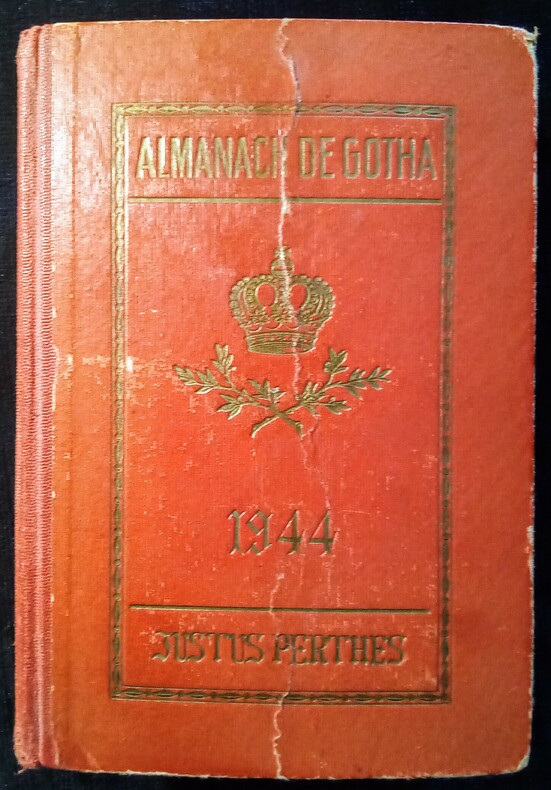 ALMANACH DE GOTHA
1944
JUSTUS PERTHES